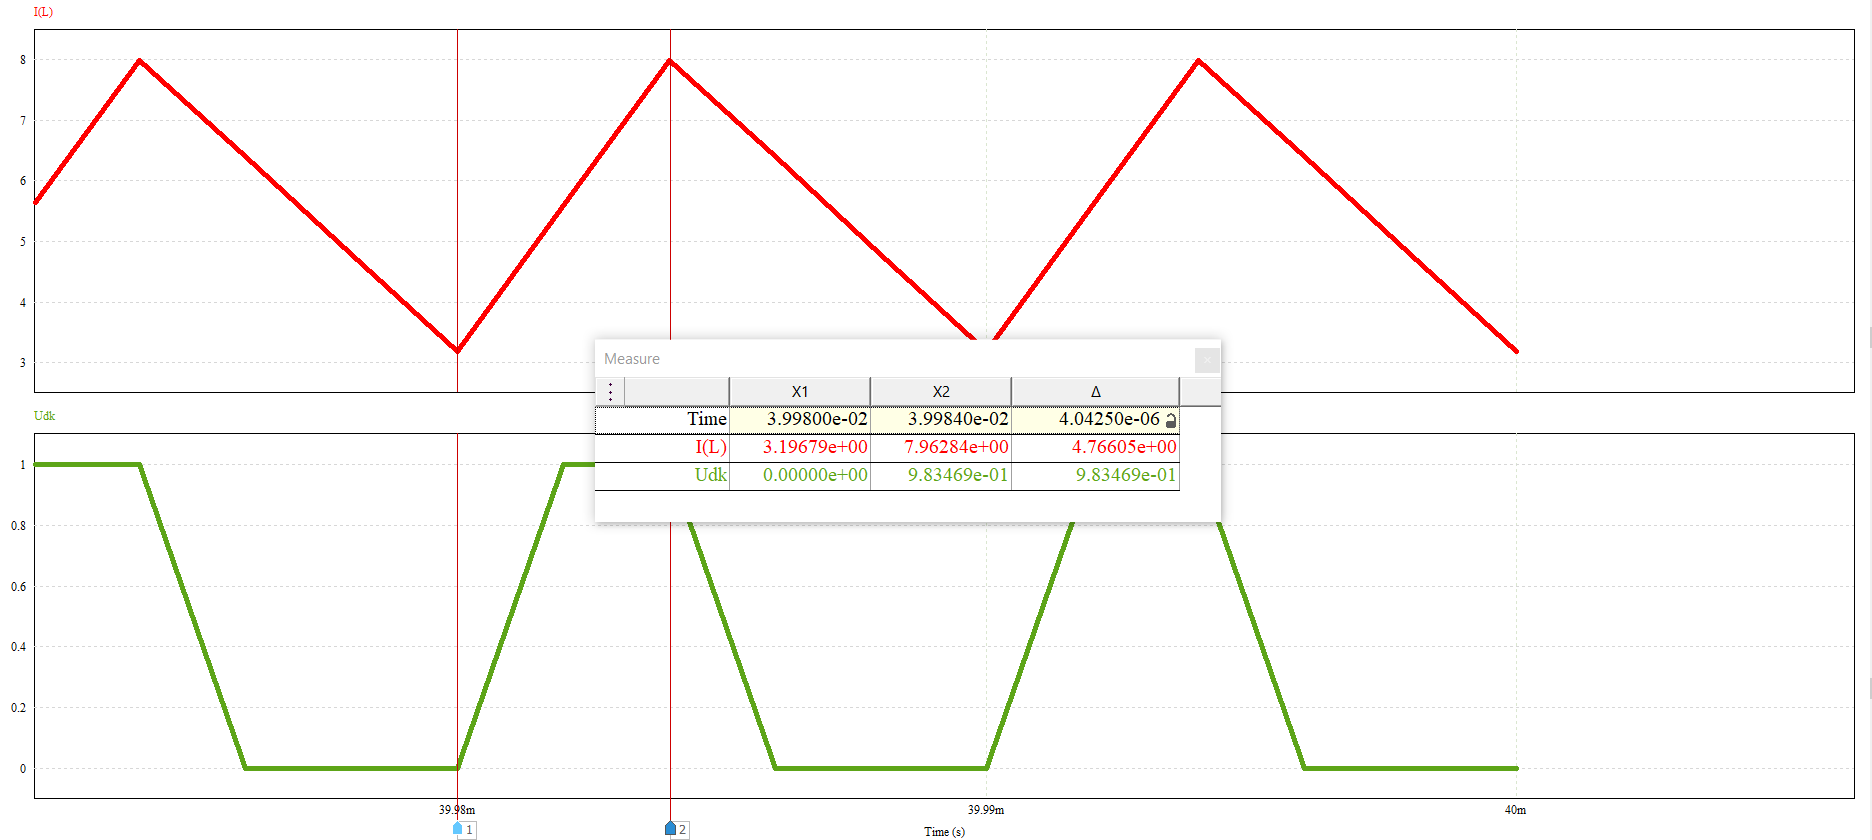 I(L)
8
7
6
5
4
3
Measure
X1 X2 Δ
Time 3.99800e-02 3.99840e-02 4.04250e-06
I(L) 3.19679e+00 7.96284e+00 4.76605e+00
Udk 0.00000e+00 9.83469e-01 9.83469e-01
Udk
1
0.8
0.6
0.4
0.2
0
39.98m 39.99m 40m
1 2
Time (s)